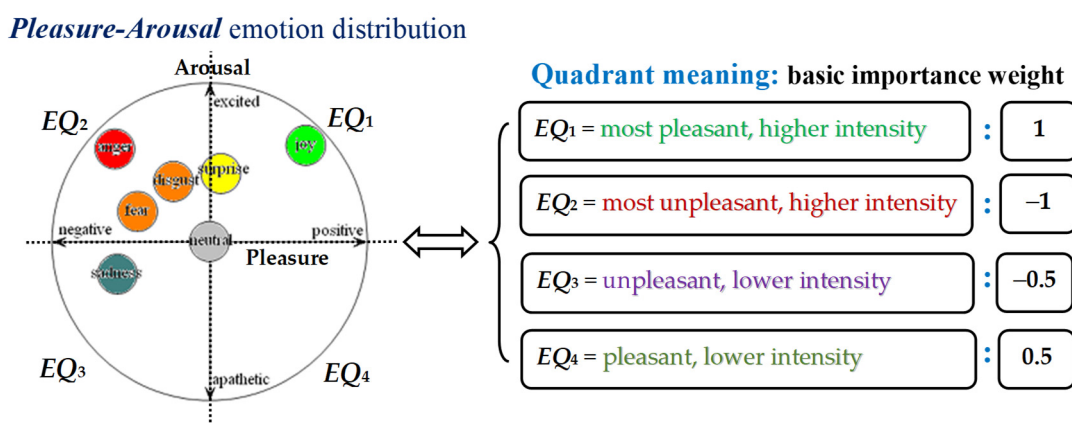 Pleasure-Arousal emotion distribution
Arousal
excited
EQ2
EQ1
anger
joy
disgust
surprise
fear
negative
neutral
positive
Pleasure
sadness
EQ3
apathetic
EQ4
Quadrant meaning: basic importance weight
EQ1 = most pleasant, higher intensity : 1
EQ2 = most unpleasant, higher intensity : –1
EQ3 = unpleasant, lower intensity : –0.5
EQ4 = pleasant, lower intensity : 0.5